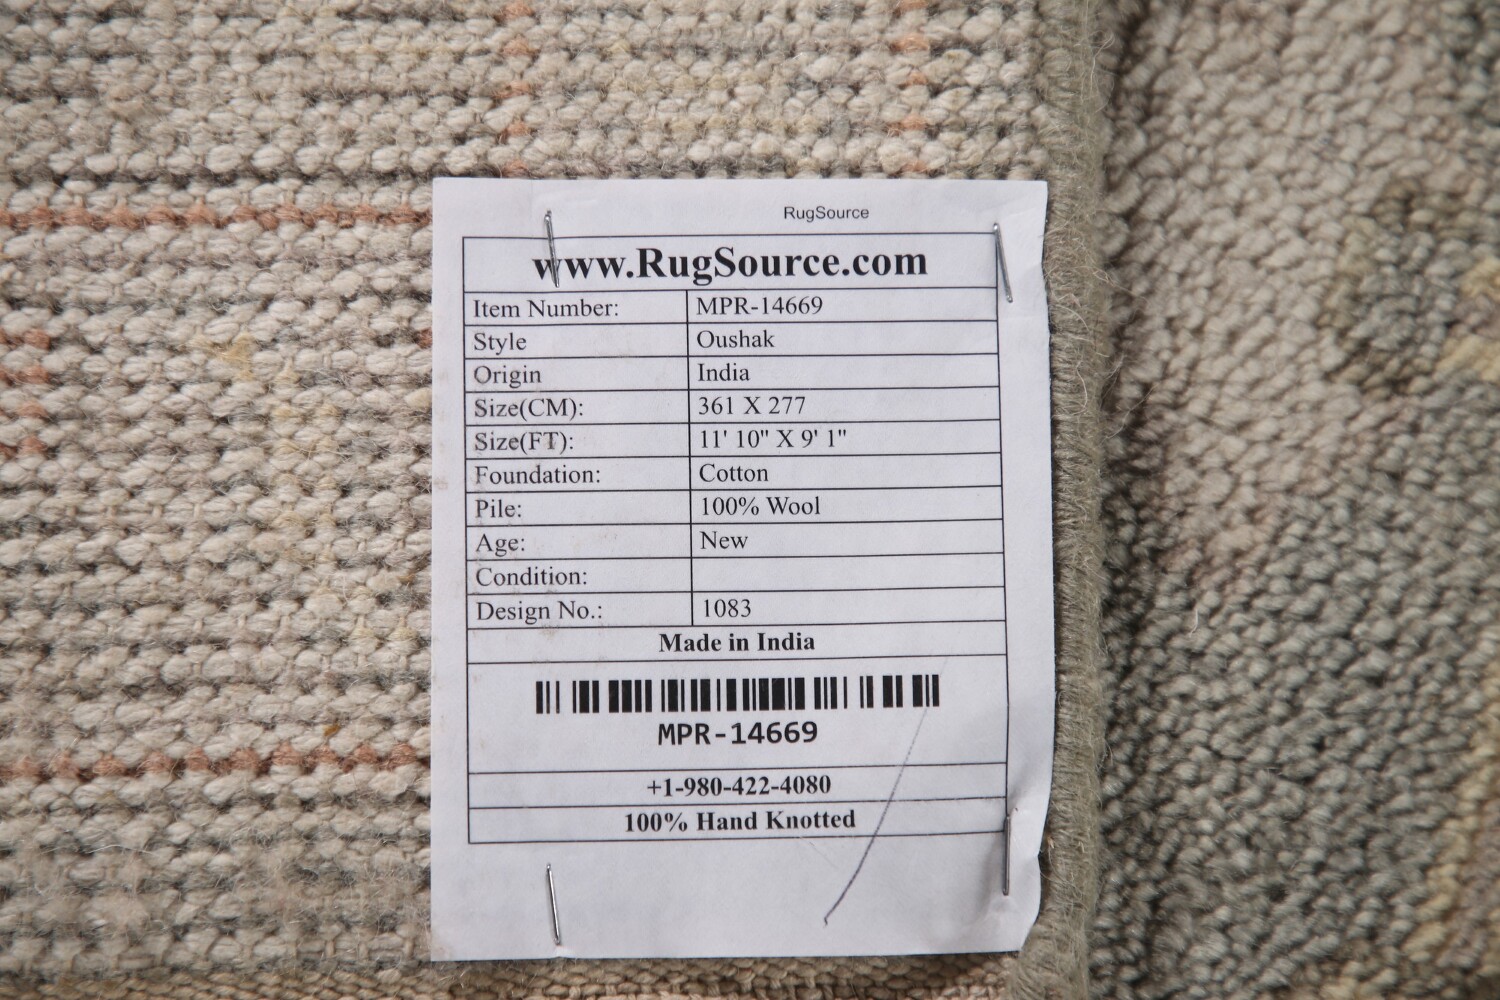 RugSource
www.RugSource.com
Item Number: MPR-14669
Style Oushak
Origin India
Size(CM): 361 X 277
Size(FT): 11' 10" X 9' 1"
Foundation: Cotton
Pile: 100% Wool
Age: New
Condition:
Design No.: 1083
Made in India
MPR-14669
+1-980-422-4080
100% Hand Knotted